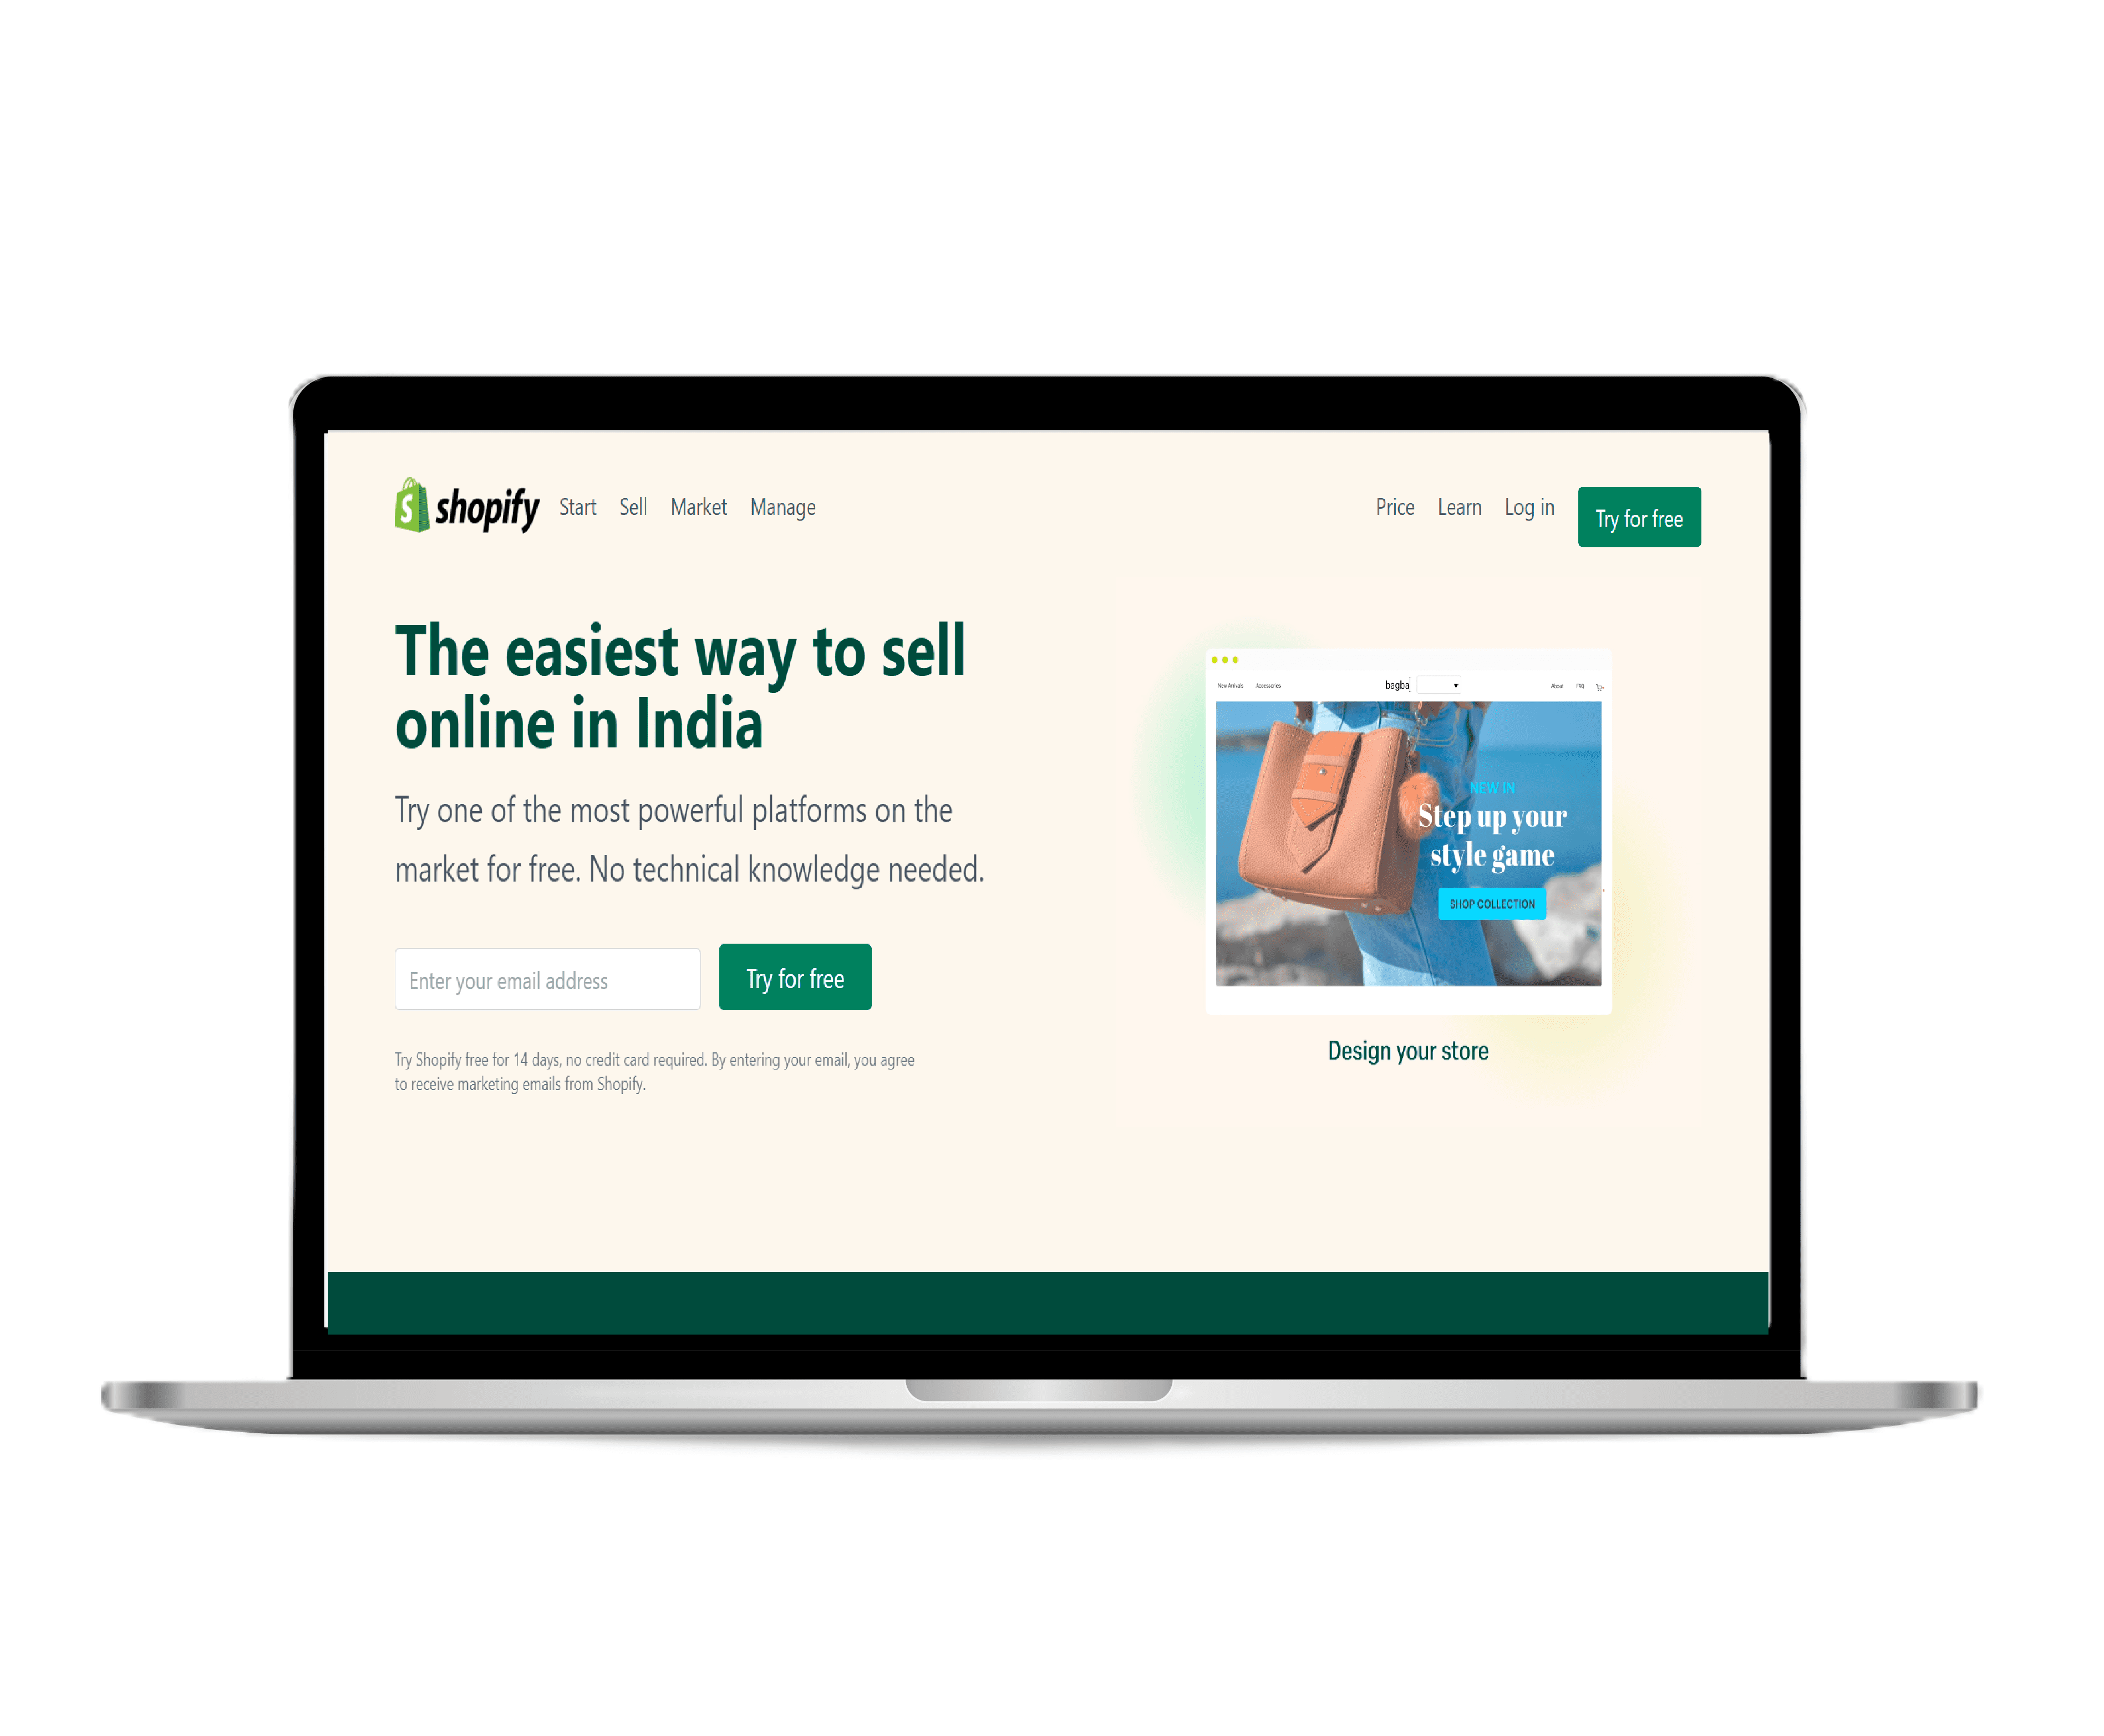 shopify Start Sell Market Manage Price Learn Log in Try for free
The easiest way to sell
online in India
Try one of the most powerful platforms on the
market for free. No technical knowledge needed.
Enter your email address Try for free
Try Shopify free for 14 days, no credit card required. By entering your email, you agree
to receive marketing emails from Shopify.
New Arrivals Accessories bagba About FAQ
NEW IN
Step up your
style game
SHOP COLLECTION
Design your store